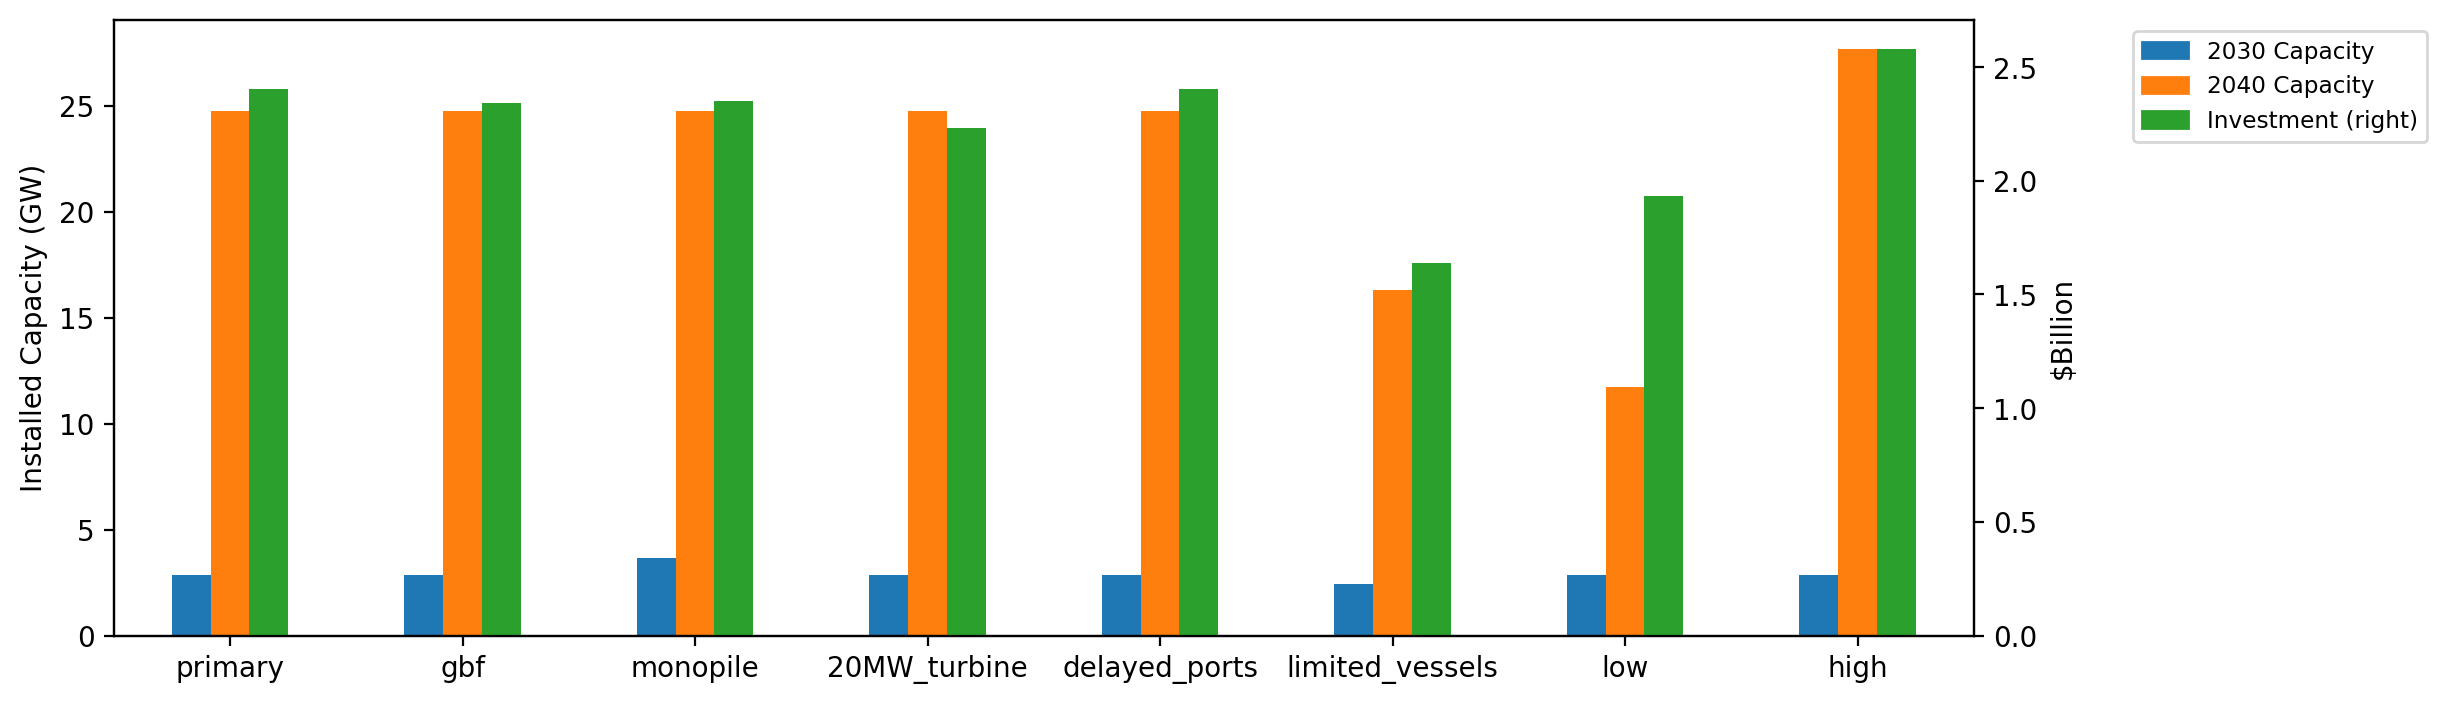 Installed Capacity (GW)
25
20
15
10
5
0
primary
gbf
monopile
20MW_turbine
delayed_ports
limited_vessels
low
high
2.5
2.0
1.5
1.0
0.5
0.0
$Billion
2030 Capacity
2040 Capacity
Investment (right)